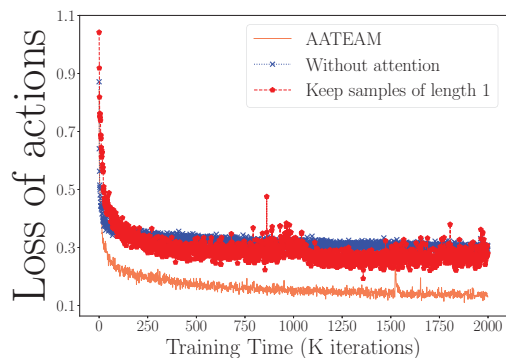 Loss of actions
1.1
0.9
0.7
0.5
0.3
0.1
AATEAM
Without attention
Keep samples of length 1
0 250 500 750 1000 1250 1500 1750 2000
Training Time (K iterations)